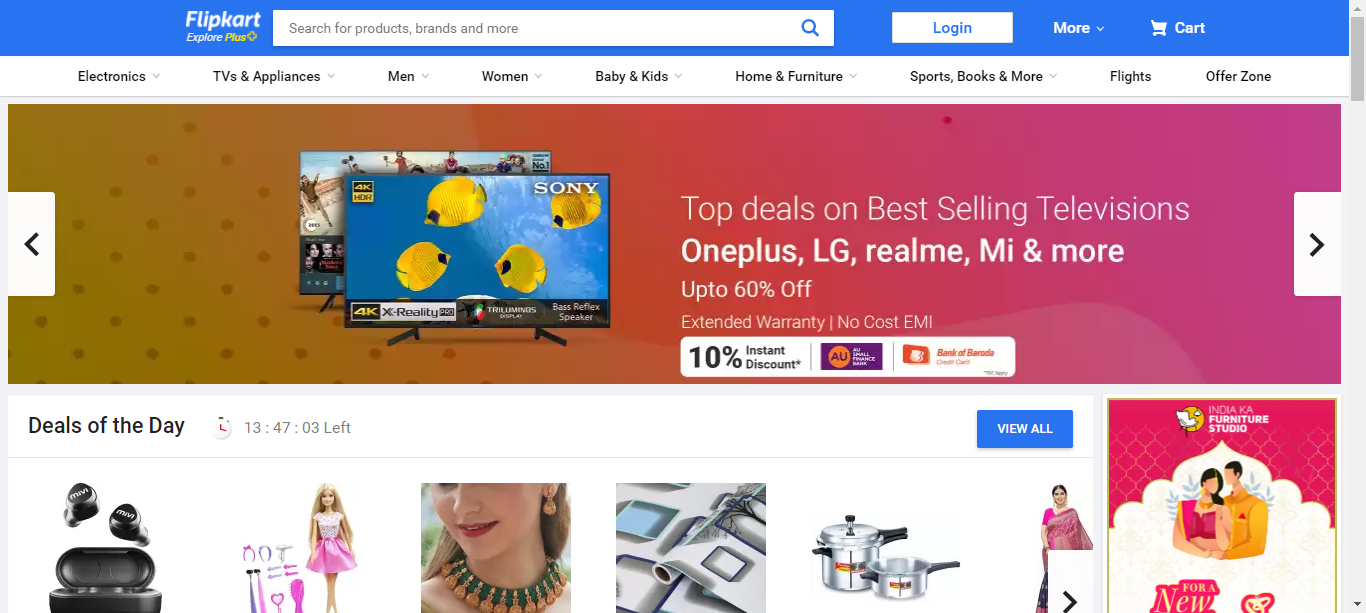 Flipkart
Explore Plus
Search for products, brands and more
Login
More
Cart
Electronics
TVs & Appliances
Men
Women
Baby & Kids
Home & Furniture
Sports, Books & More
Flights
Offer Zone
SAMSUNG
No.1
4K
HDR
SONY
4K X-Reality PRO
TRILUMINOS
DISPLAY
Bass Reflex
Speaker
Top deals on Best Selling Televisions
Oneplus, LG, realme, Mi & more
Upto 60% Off
Extended Warranty | No Cost EMI
10% Instant
Discount*
AU
AU
SMALL
FINANCE
BANK
Bank of Baroda
Credit Card
*T&C Apply
Deals of the Day
13 : 47 : 03 Left
VIEW ALL
mivi
mivi
INDIA KA
FURNITURE
STUDIO
FOR A
New